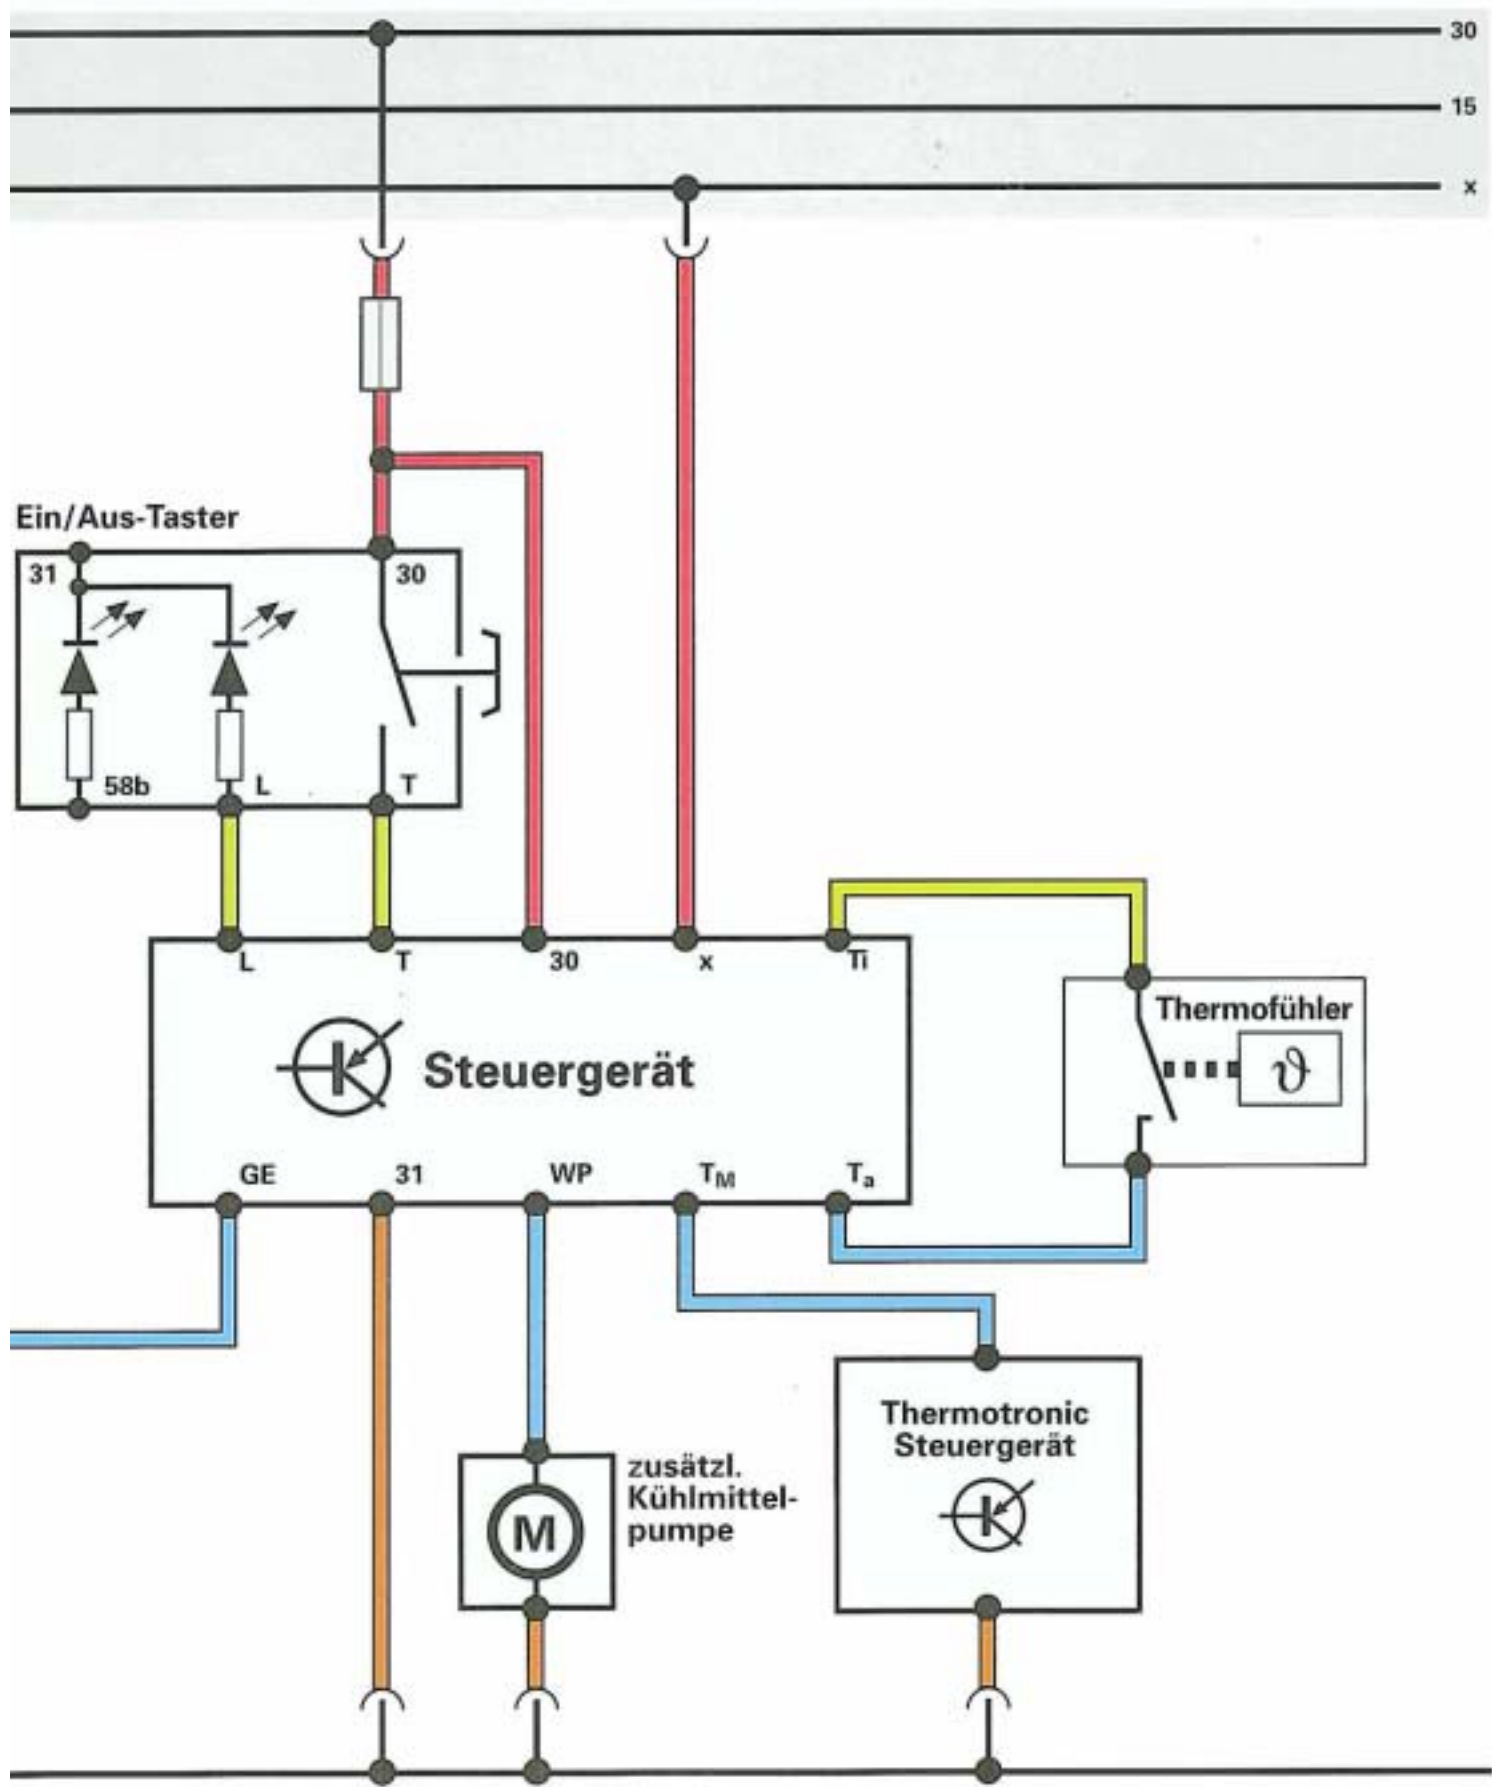 30
15
x
Ein/Aus-Taster
31
30
58b
L
T
L
T
30
x
Ti
Thermofühler
ϑ
Steuergerät
GE
31
WP
TM
Ta
Thermotronic
Steuergerät
zusätzl.
Kühlmittel-
pumpe
M